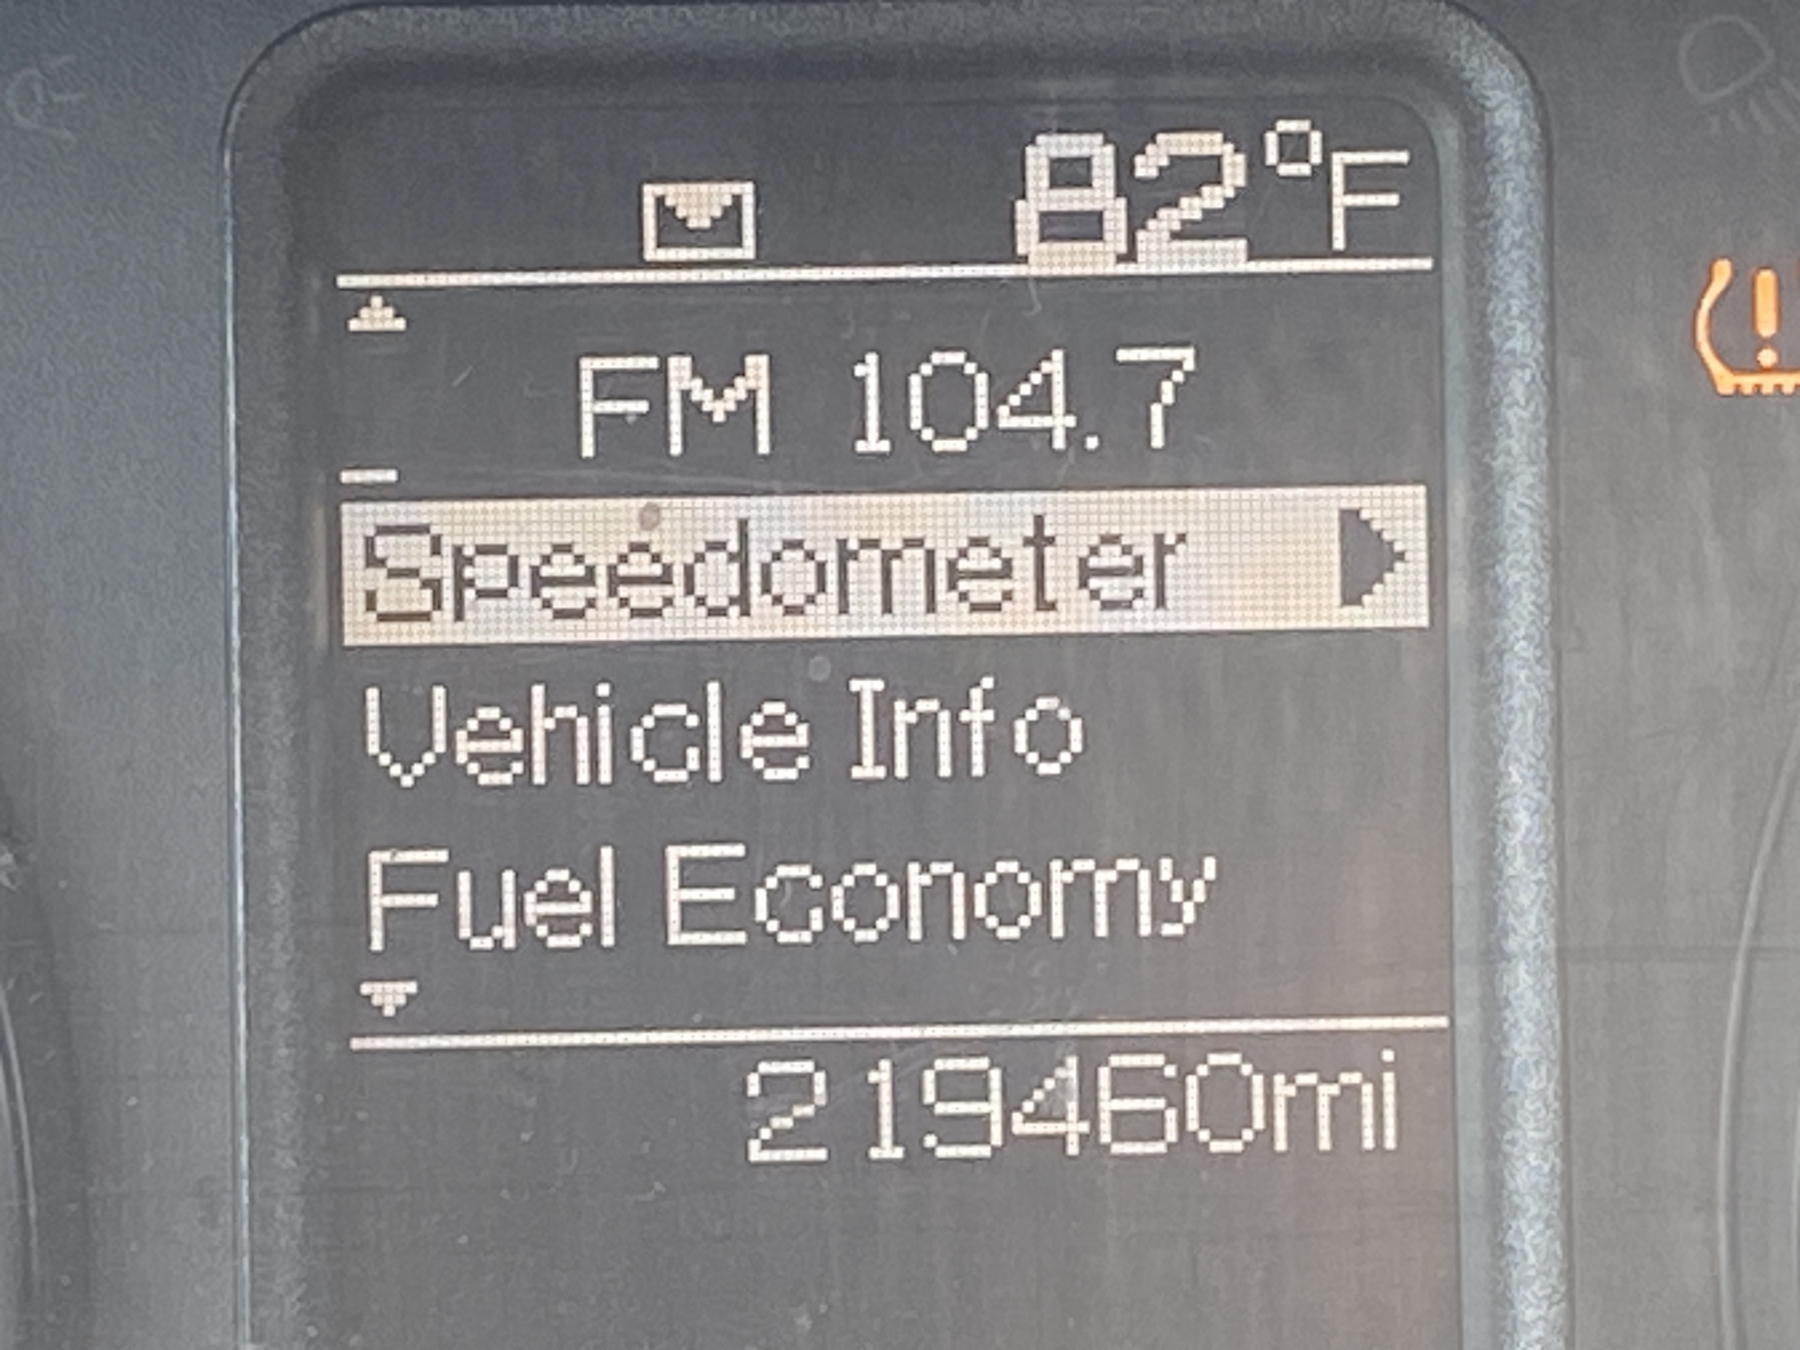 82°F
FM 104.7
Speedometer
Vehicle Info
Fuel Economy
219460mi